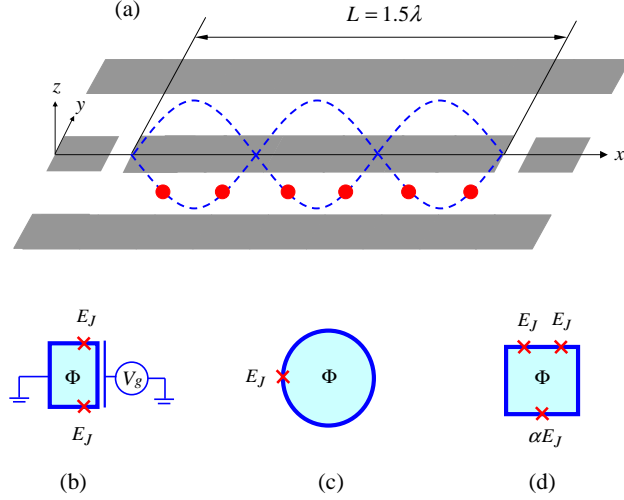 (a)
L = 1.5λ
z
y
x
E_J
E_J E_J
Φ
V_g
E_J
Φ
Φ
E_J
αE_J
(b)
(c)
(d)